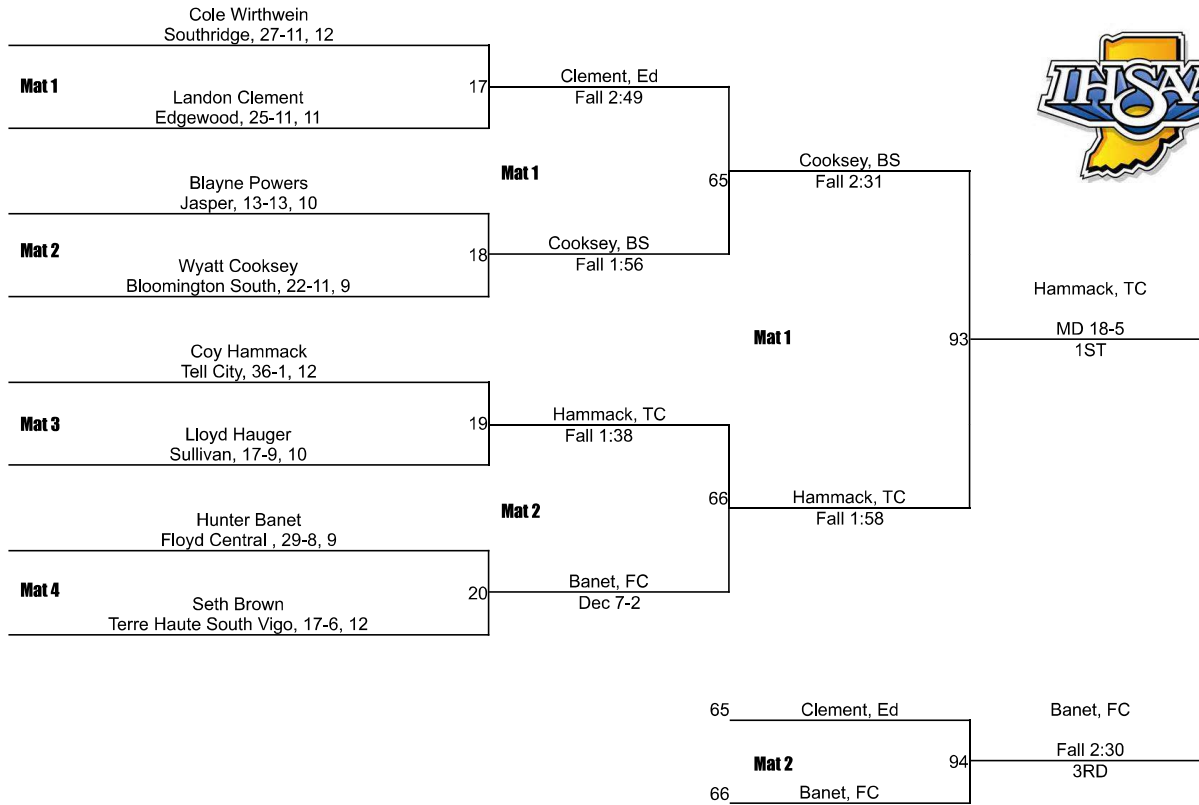 Cole Wirthwein
Southridge, 27-11, 12
Mat 1
17
Landon Clement
Edgewood, 25-11, 11
Clement, Ed
Fall 2:49
Mat 1
65
Blayne Powers
Jasper, 13-13, 10
Mat 2
18
Wyatt Cooksey
Bloomington South, 22-11, 9
Cooksey, BS
Fall 1:56
Cooksey, BS
Fall 2:31
IHSAA
Coy Hammack
Tell City, 36-1, 12
Mat 3
19
Lloyd Hauger
Sullivan, 17-9, 10
Hammack, TC
Fall 1:38
Mat 2
66
Hunter Banet
Floyd Central , 29-8, 9
Mat 4
20
Seth Brown
Terre Haute South Vigo, 17-6, 12
Banet, FC
Dec 7-2
Hammack, TC
Fall 1:58
Mat 1
93
Hammack, TC
MD 18-5
1ST
65
Clement, Ed
Mat 2
94
66
Banet, FC
Banet, FC
Fall 2:30
3RD